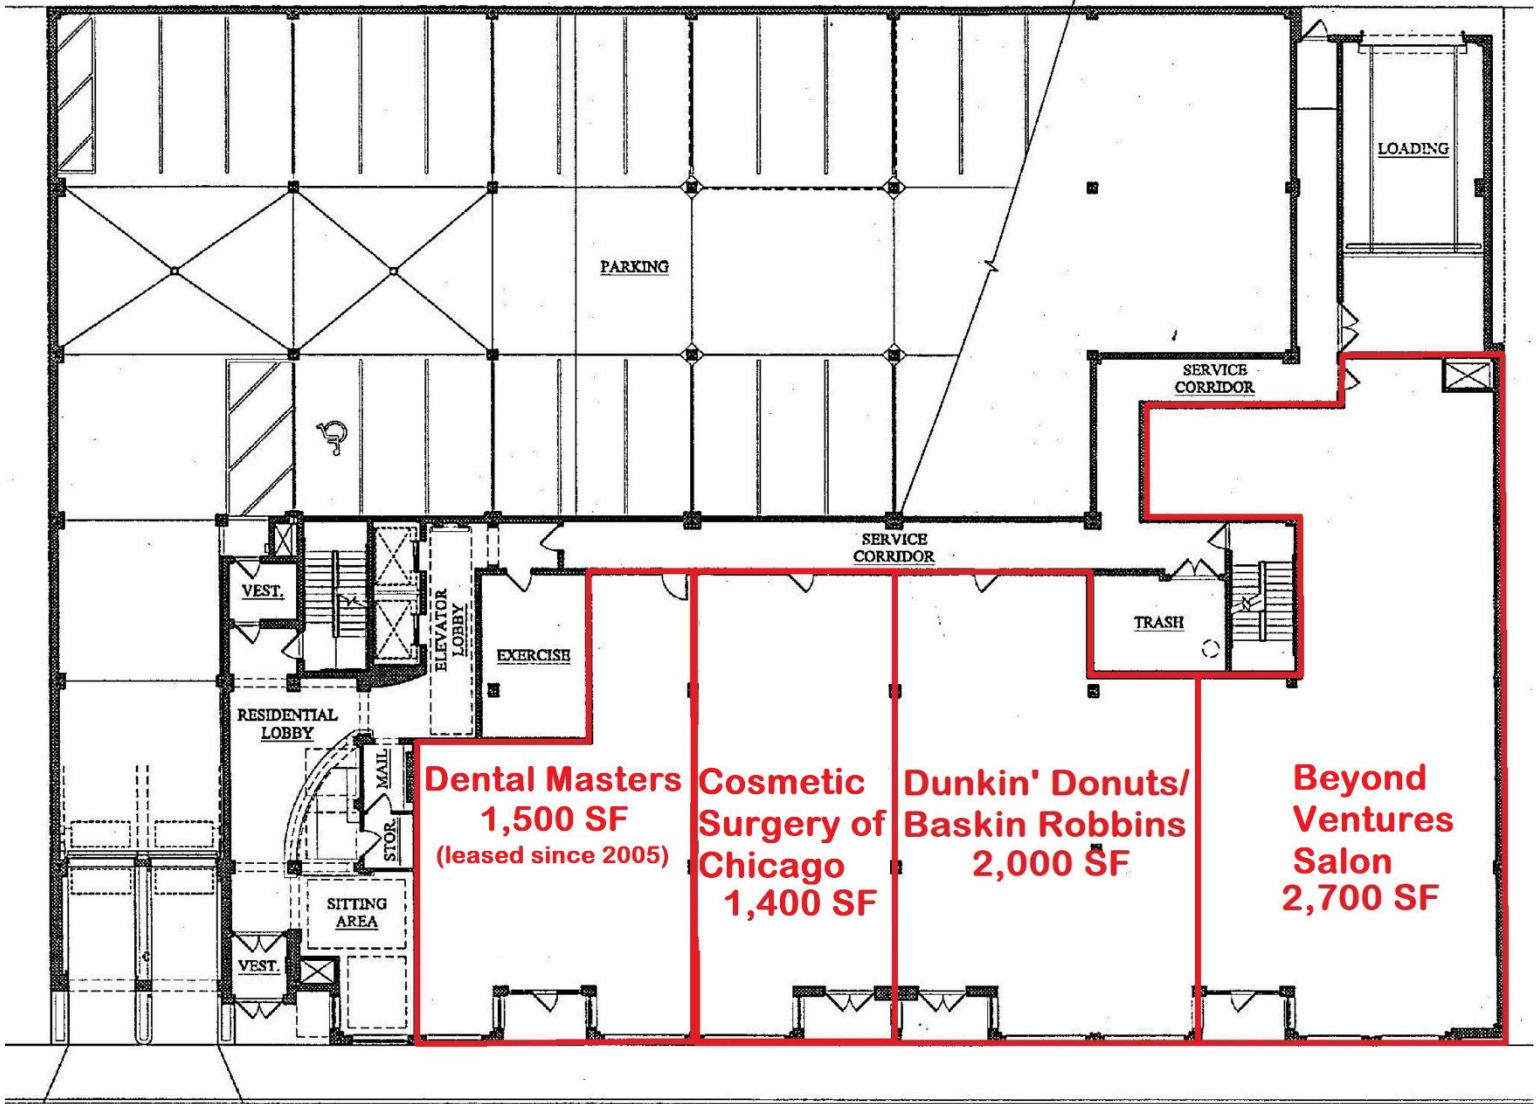 LOADING
PARKING
SERVICE
CORRIDOR
SERVICE
CORRIDOR
VEST.
ELEVATOR
LOBBY
EXERCISE
TRASH
RESIDENTIAL
LOBBY
MAIL
STOR.
SITTING
AREA
VEST.
Dental Masters
1,500 SF
(leased since 2005)
Cosmetic
Surgery of
Chicago
1,400 SF
Dunkin' Donuts/
Baskin Robbins
2,000 SF
Beyond
Ventures
Salon
2,700 SF